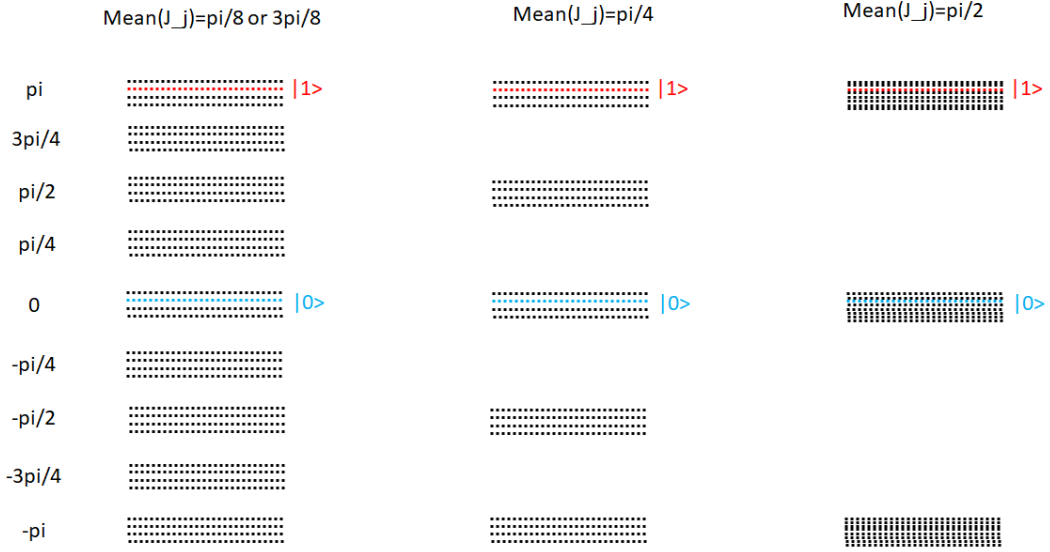 Mean(J_j)=pi/8 or 3pi/8
Mean(J_j)=pi/4
Mean(J_j)=pi/2
pi
|1>
|1>
|1>
3pi/4
pi/2
pi/4
0
|0>
|0>
|0>
-pi/4
-pi/2
-3pi/4
-pi